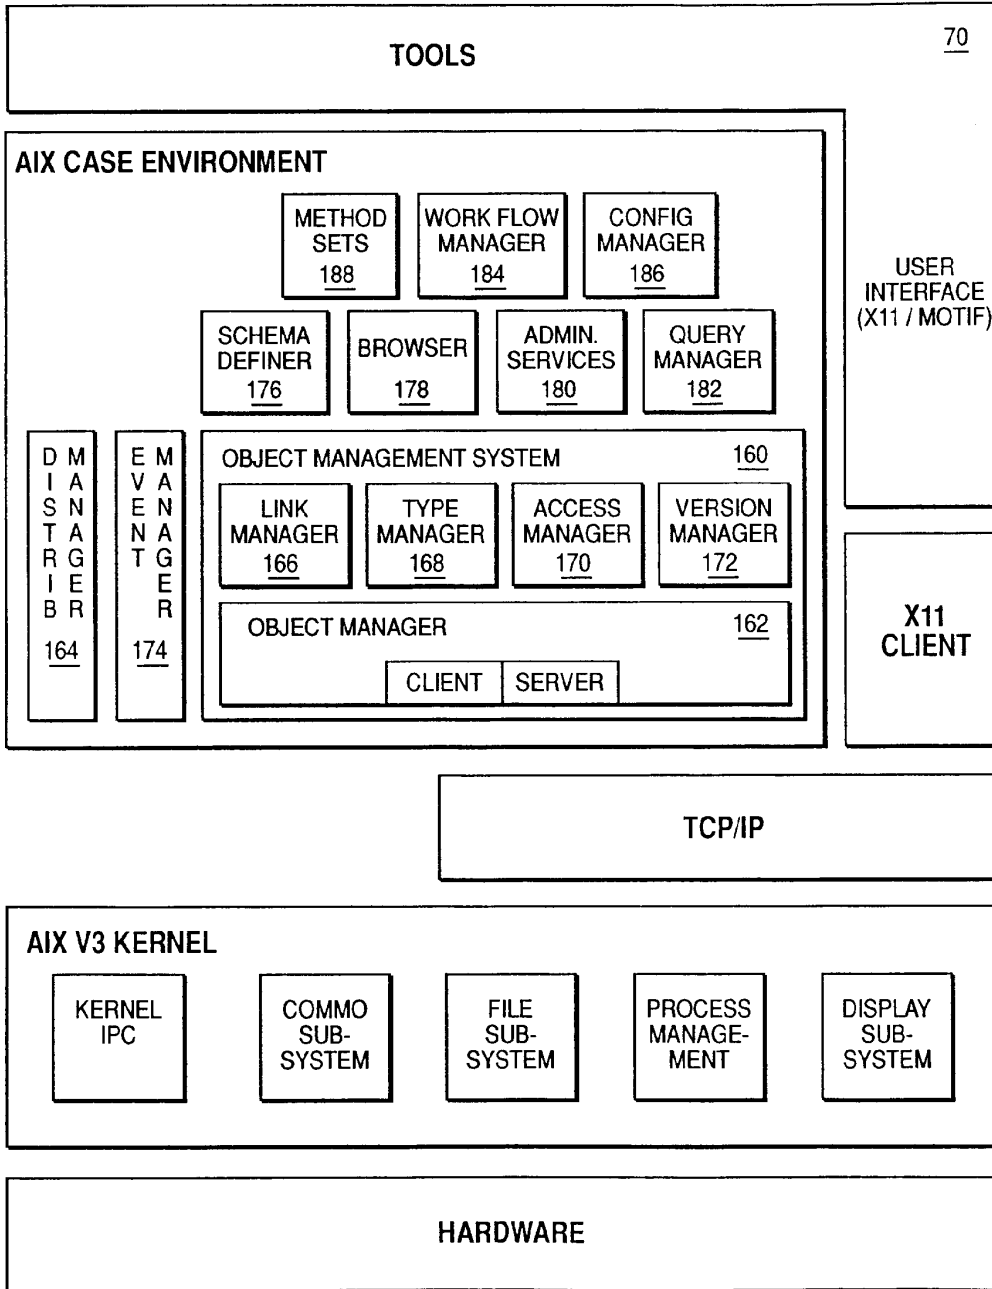 TOOLS
70
AIX CASE ENVIRONMENT
METHOD
SETS
188
WORK FLOW
MANAGER
184
CONFIG
MANAGER
186
USER
INTERFACE
(X11 / MOTIF)
SCHEMA
DEFINER
176
BROWSER
178
ADMIN.
SERVICES
180
QUERY
MANAGER
182
DISTRIB
MANAGER
164
EVENT
MANAGER
174
OBJECT MANAGEMENT SYSTEM
160
LINK
MANAGER
166
TYPE
MANAGER
168
ACCESS
MANAGER
170
VERSION
MANAGER
172
OBJECT MANAGER
162
CLIENT
SERVER
X11
CLIENT
TCP/IP
AIX V3 KERNEL
KERNEL
IPC
COMMO
SUB-
SYSTEM
FILE
SUB-
SYSTEM
PROCESS
MANAGE-
MENT
DISPLAY
SUB-
SYSTEM
HARDWARE